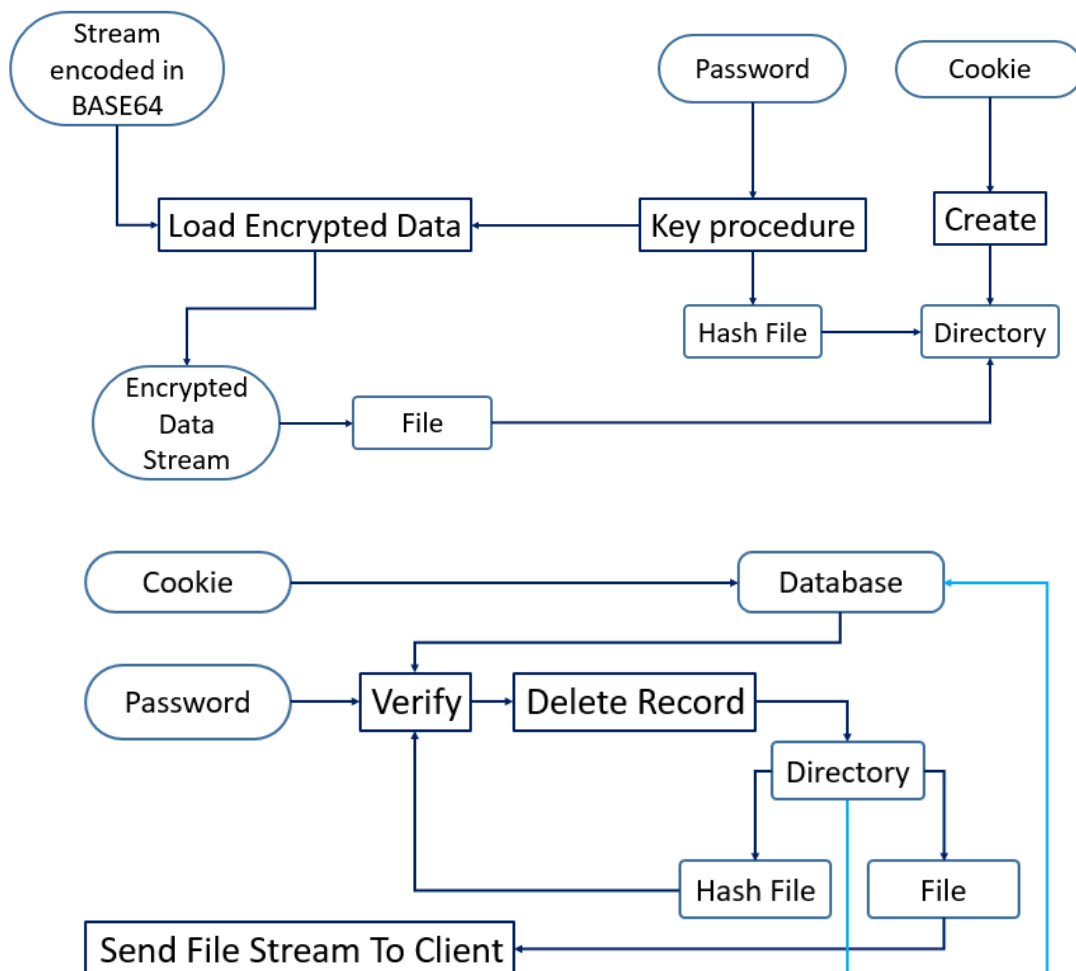 Stream
encoded in
BASE64
Password
Cookie
Load Encrypted Data
Key procedure
Create
Hash File
Directory
Encrypted
Data
Stream
File
Cookie
Database
Password
Verify
Delete Record
Directory
Hash File
File
Send File Stream To Client